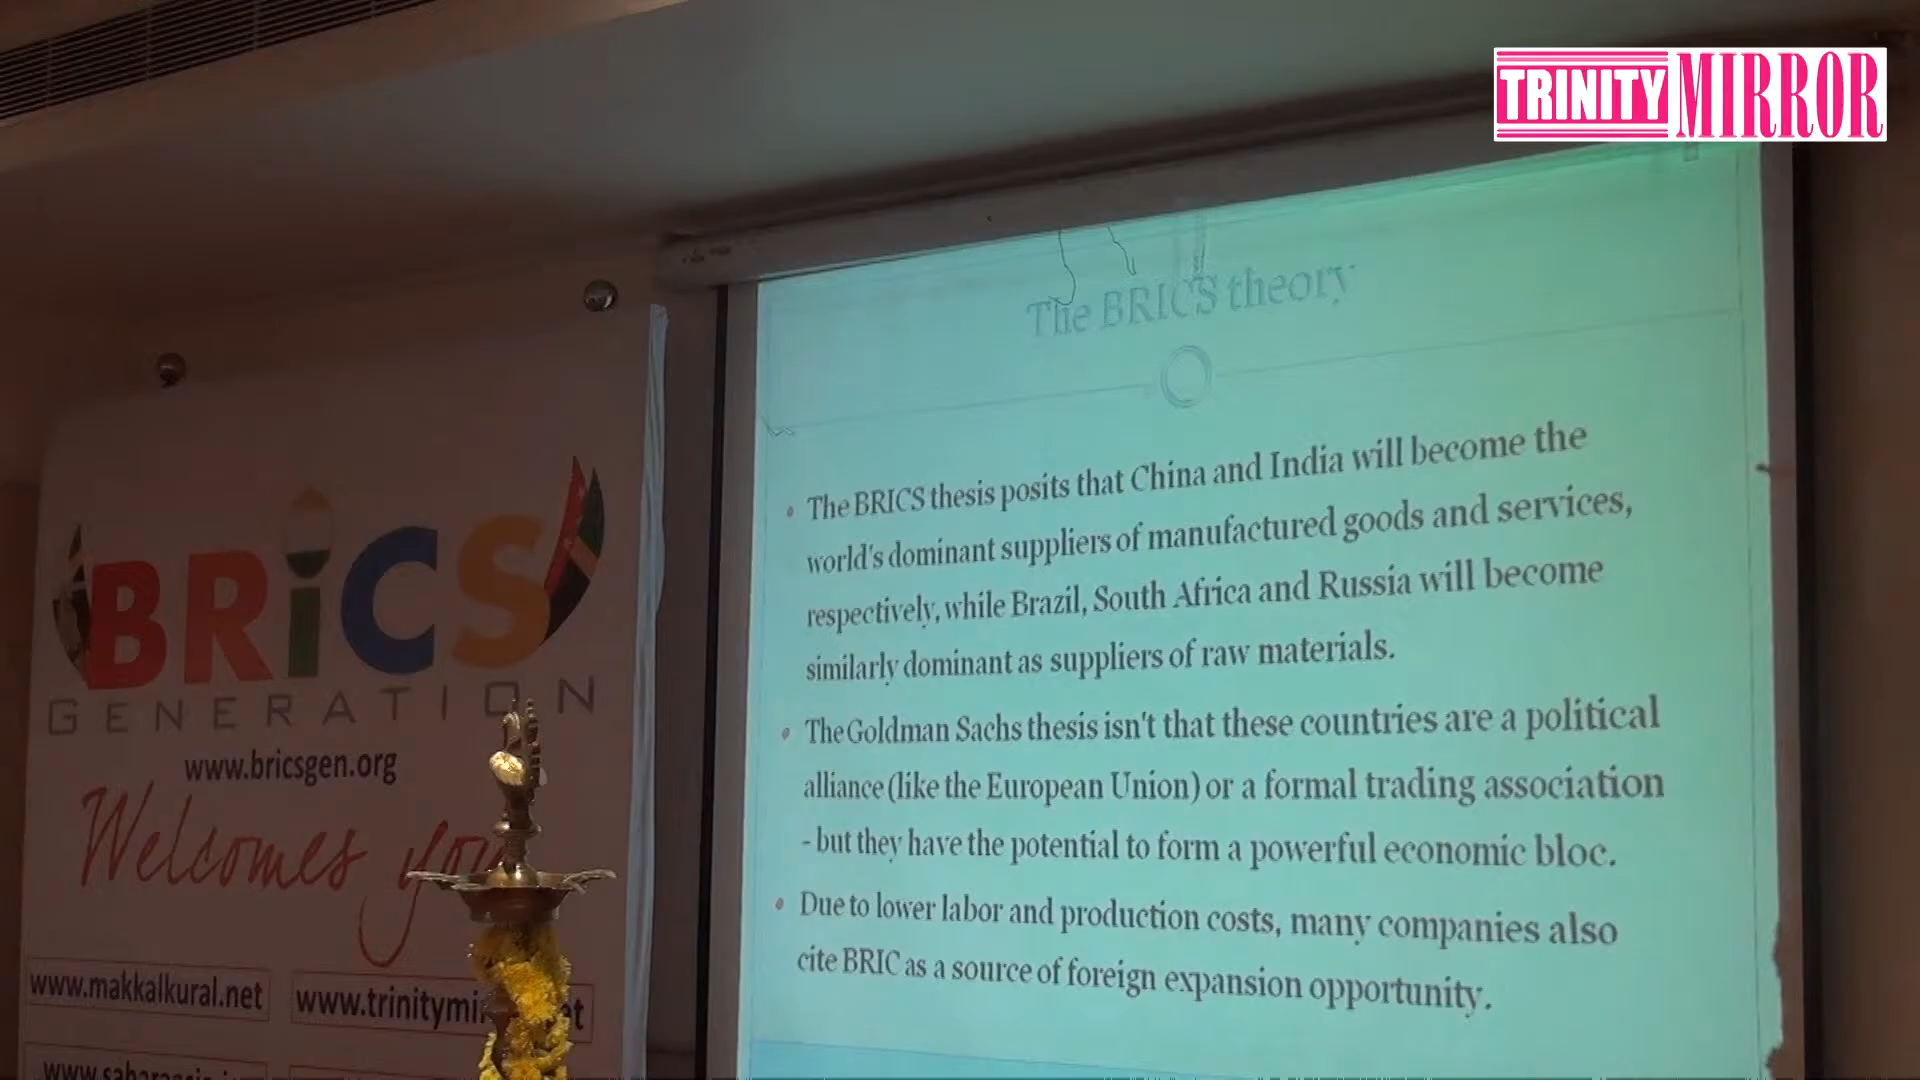 TRINITY MIRROR
The BRICS theory
• The BRICS thesis posits that China and India will become the
world's dominant suppliers of manufactured goods and services,
respectively, while Brazil, South Africa and Russia will become
similarly dominant as suppliers of raw materials.
• The Goldman Sachs thesis isn't that these countries are a political
alliance (like the European Union) or a formal trading association
- but they have the potential to form a powerful economic bloc.
• Due to lower labor and production costs, many companies also
cite BRIC as a source of foreign expansion opportunity.
BRiCS
GENERATION
www.bricsgen.org
Welcomes you
www.makkalkural.net